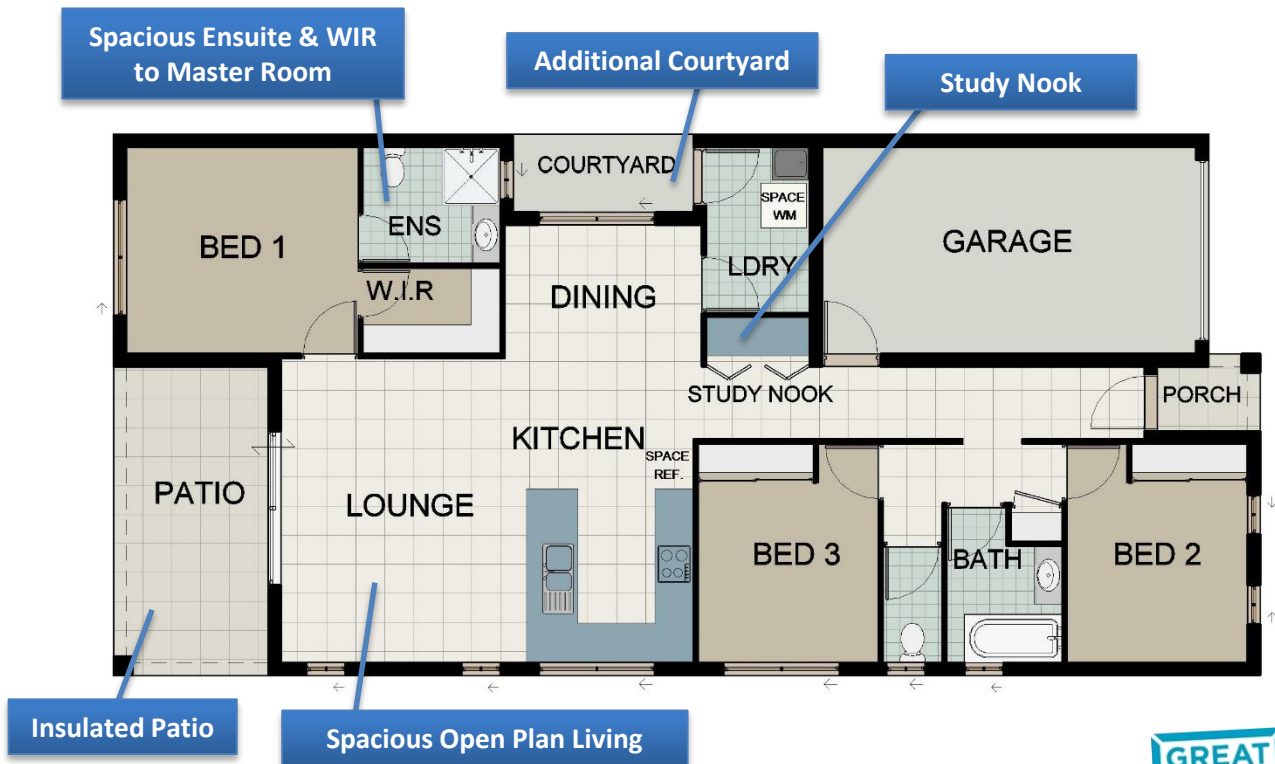 Spacious Ensuite & WIR
to Master Room
Additional Courtyard
Study Nook
COURTYARD
SPACE
WM
ENS
BED 1
GARAGE
LDRY
W.I.R
DINING
STUDY NOOK
PORCH
KITCHEN
SPACE
REF.
PATIO
LOUNGE
BED 3
BATH
BED 2
Insulated Patio
Spacious Open Plan Living
GREAT